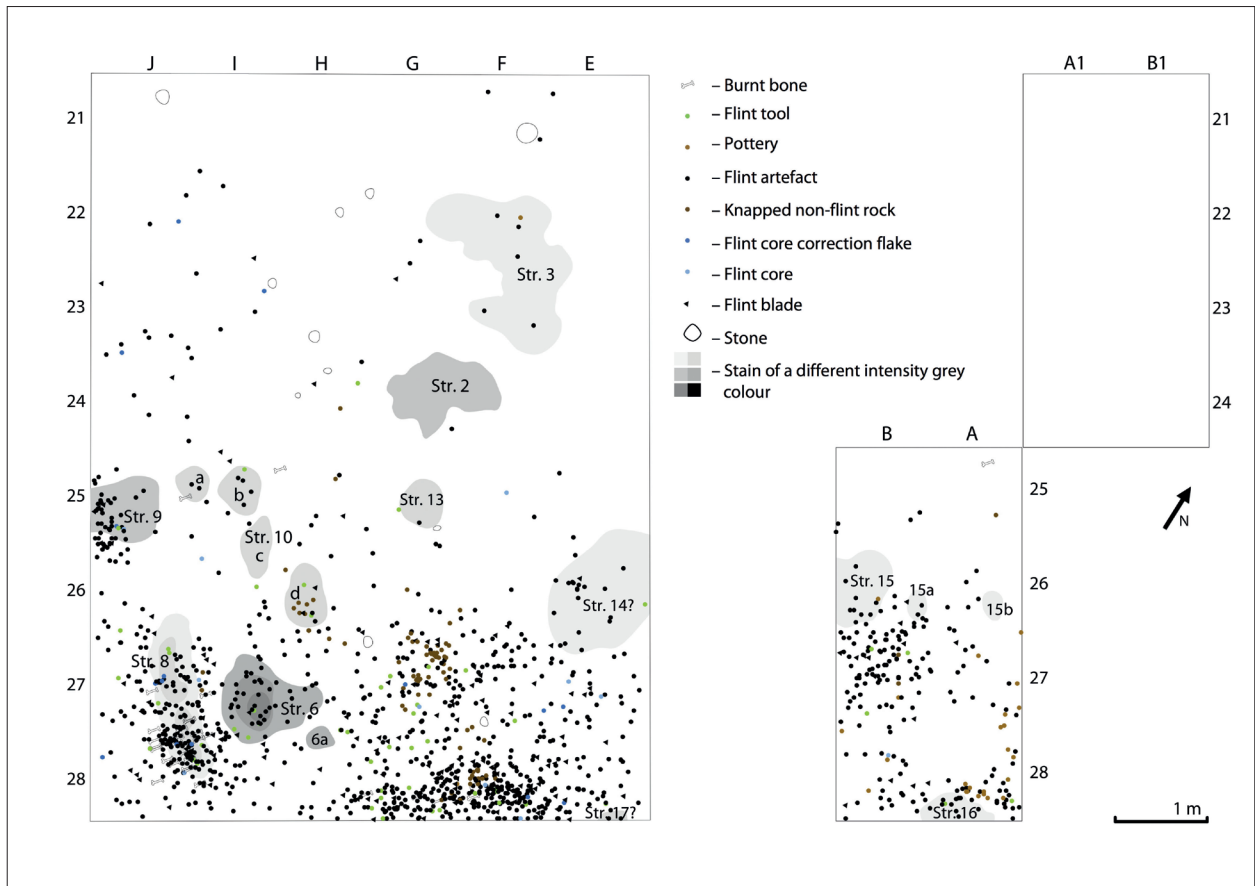 J I H G F E
A1 B1
21
22
23
24
25
26
27
28
– Burnt bone
– Flint tool
– Pottery
– Flint artefact
– Knapped non-flint rock
– Flint core correction flake
– Flint core
– Flint blade
– Stone
– Stain of a different intensity grey
colour
21
22
23
24
B A
25
26
27
28
N
1 m
Str. 3
Str. 2
a
b
Str. 9
Str. 13
Str. 10
c
d
Str. 14?
Str. 8
Str. 6
6a
Str. 17?
Str. 15
15a
15b
Str. 16